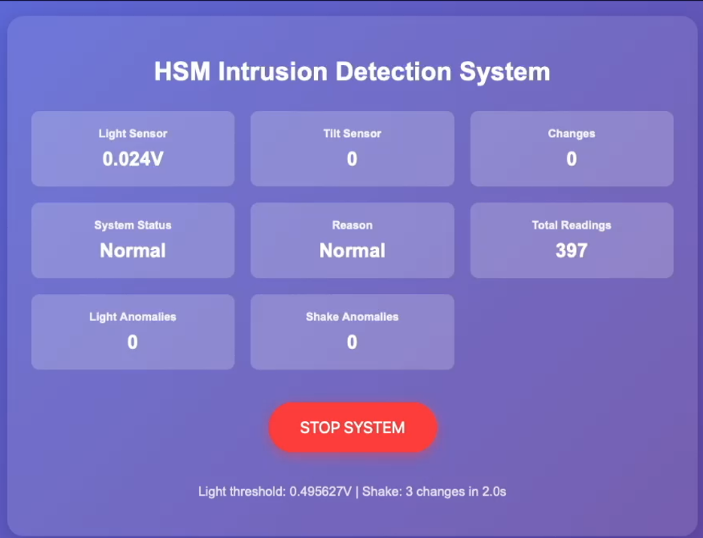 HSM Intrusion Detection System
Light Sensor
0.024V
Tilt Sensor
0
Changes
0
System Status
Normal
Reason
Normal
Total Readings
397
Light Anomalies
0
Shake Anomalies
0
STOP SYSTEM
Light threshold: 0.495627V | Shake: 3 changes in 2.0s